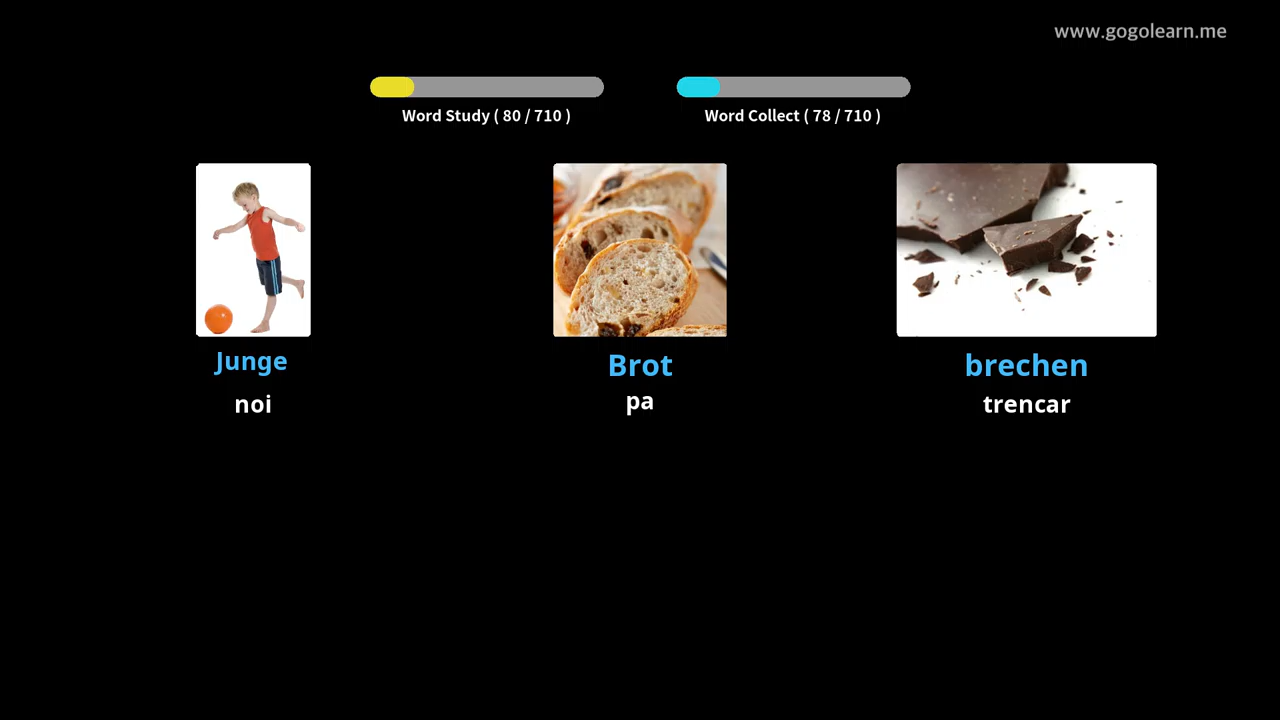 www.gogolearn.me
Word Study ( 80 / 710 )
Word Collect ( 78 / 710 )
Junge
Brot
brechen
noi
pa
trencar